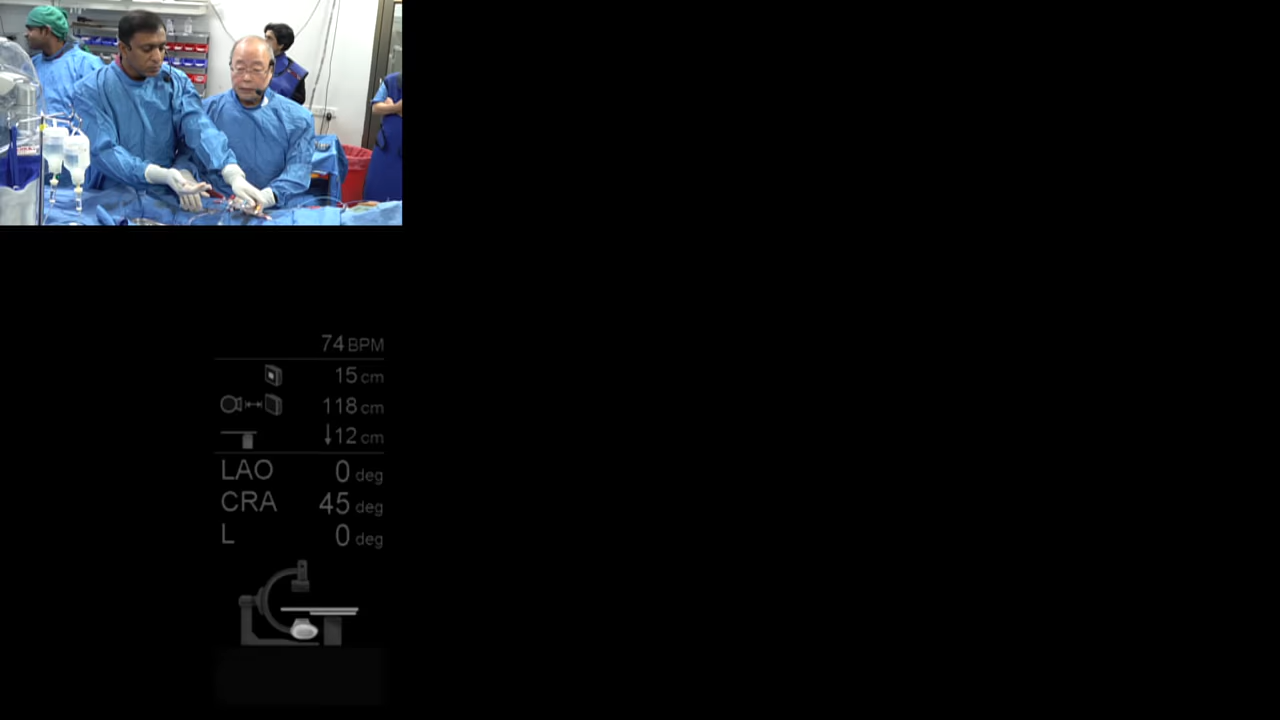 74 BPM
15 cm
118 cm
↓12 cm
LAO 0 deg
CRA 45 deg
L 0 deg